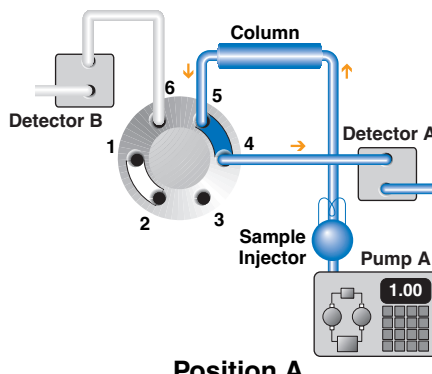 Column
6
5
Detector B
1
4
Detector A
2
3
Sample
Injector
Pump A
1.00
Position A